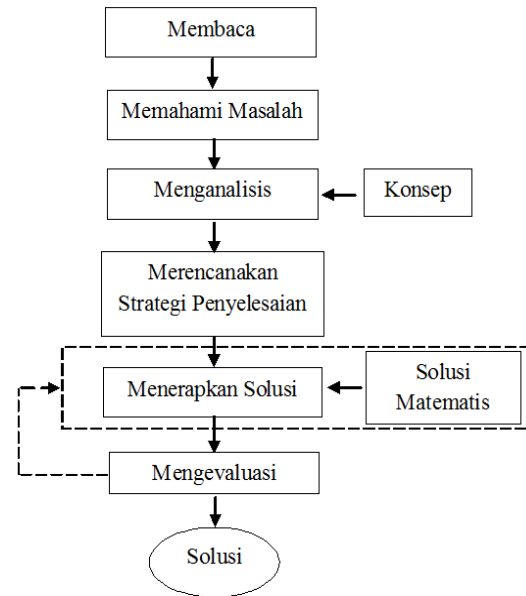 Membaca
Memahami Masalah
Menganalisis
Konsep
Merencanakan
Strategi Penyelesaian
Menerapkan Solusi
Solusi
Matematis
Mengevaluasi
Solusi